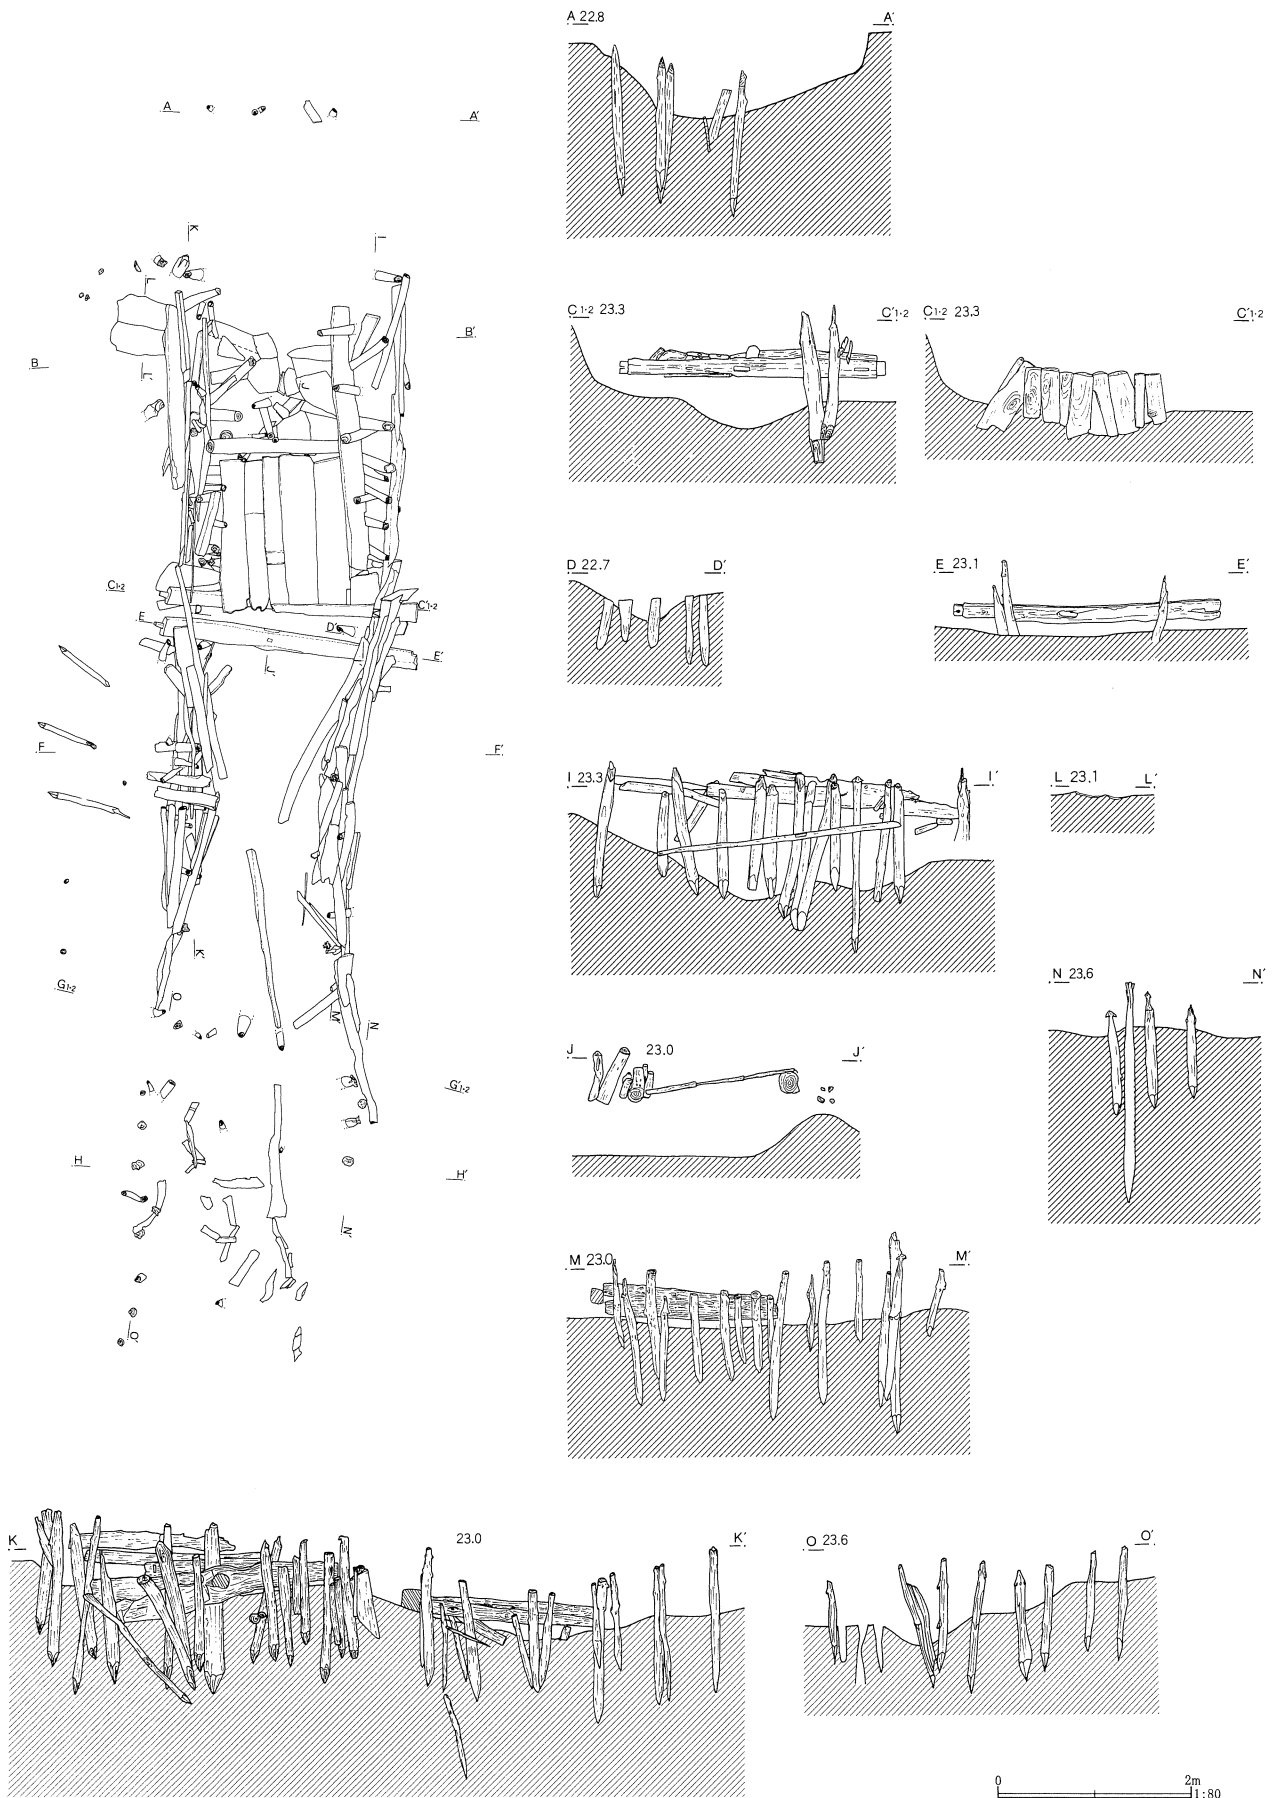 A 22.8 A′
A A′
K I
L
C1·2 23.3 C′1·2
C1·2 23.3 C′1·2
B B′
L′
D 22.7 D′
E 23.1 E′
C1·2 C′1·2
E D′
J′ E′
F F′
I 23.3 I′
L 23.1 L′
K′
G1·2
O M′ N
N 23.6 N′
J 23.0 J′
G′1·2
H H′
N′
M 23.0 M′
O′
K 23.0 K′
O 23.6 O′
0 2m
1:80